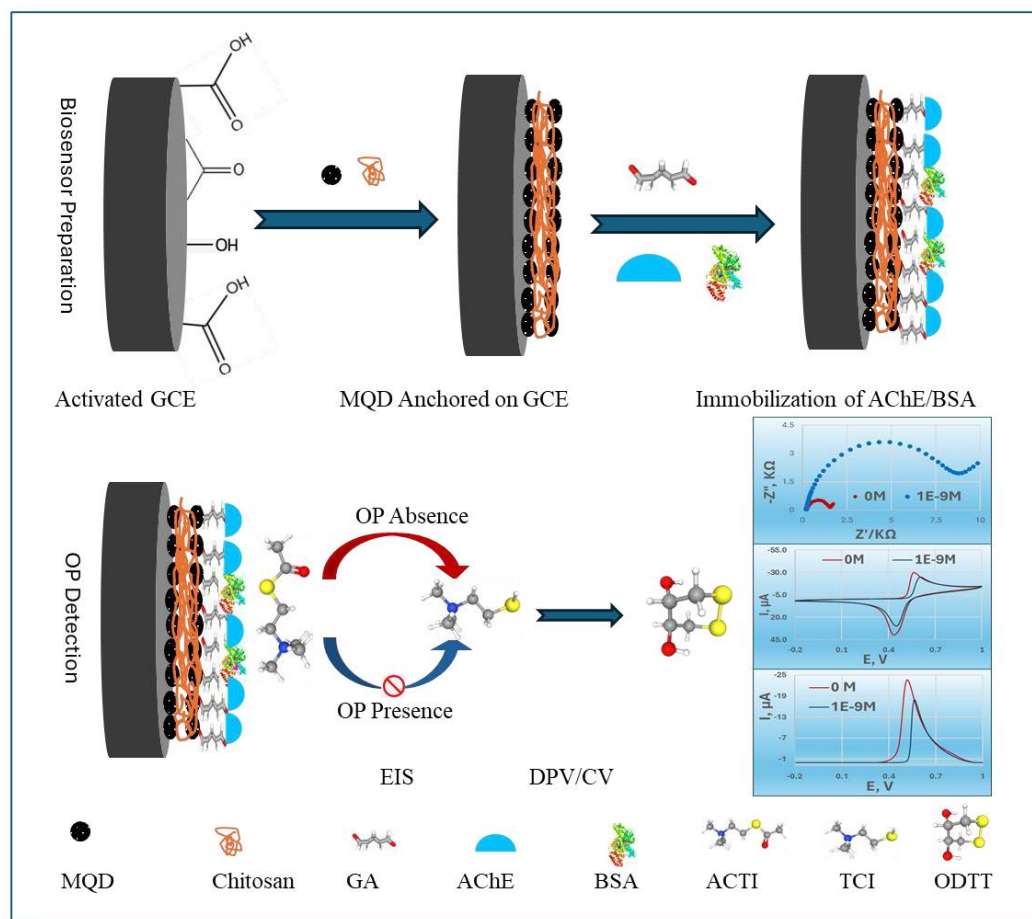 Biosensor Preparation
OH
O
O
OH
OH
O
Activated GCE
MQD Anchored on GCE
Immobilization of AChE/BSA
OP Detection
OP Absence
OP Presence
EIS
DPV/CV
4.5
3
1.5
0
-Z", KΩ
0M
1E-9M
0
2.5
5
7.5
10
Z'/KΩ
-55.0
-30.0
-5.0
20.0
45.0
I, µA
0M
1E-9M
-0.2
0.4
0.7
1
E, V
-25
-19
-13
-7
-1
I, µA
0 M
1E-9M
-0.2
0.4
0.7
1
E, V
MQD
Chitosan
GA
AChE
BSA
ACTI
TCI
ODTT